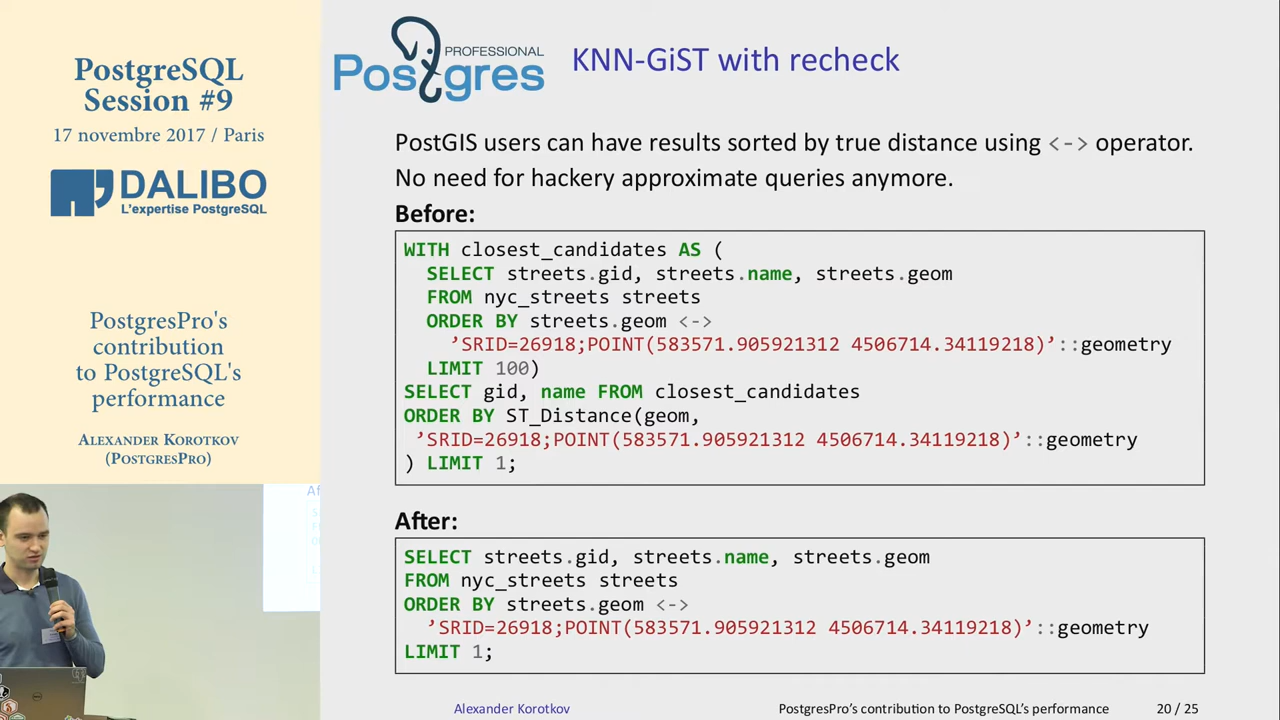 PostgreSQL
Session #9
17 novembre 2017 / Paris
DALIBO
L'expertise PostgreSQL
PostgresPro's
contribution
to PostgreSQL's
performance
Alexander Korotkov
(PostgresPro)
PROFESSIONAL
Postgres
KNN-GiST with recheck
PostGIS users can have results sorted by true distance using <-> operator.
No need for hackery approximate queries anymore.
Before:
WITH closest_candidates AS (
  SELECT streets.gid, streets.name, streets.geom
  FROM nyc_streets streets
  ORDER BY streets.geom <->
    ’SRID=26918;POINT(583571.905921312 4506714.34119218)’::geometry
  LIMIT 100)
SELECT gid, name FROM closest_candidates
ORDER BY ST_Distance(geom,
 ’SRID=26918;POINT(583571.905921312 4506714.34119218)’::geometry
) LIMIT 1;
After:
SELECT streets.gid, streets.name, streets.geom
FROM nyc_streets streets
ORDER BY streets.geom <->
  ’SRID=26918;POINT(583571.905921312 4506714.34119218)’::geometry
LIMIT 1;
Alexander Korotkov
PostgresPro's contribution to PostgreSQL's performance
20 / 25